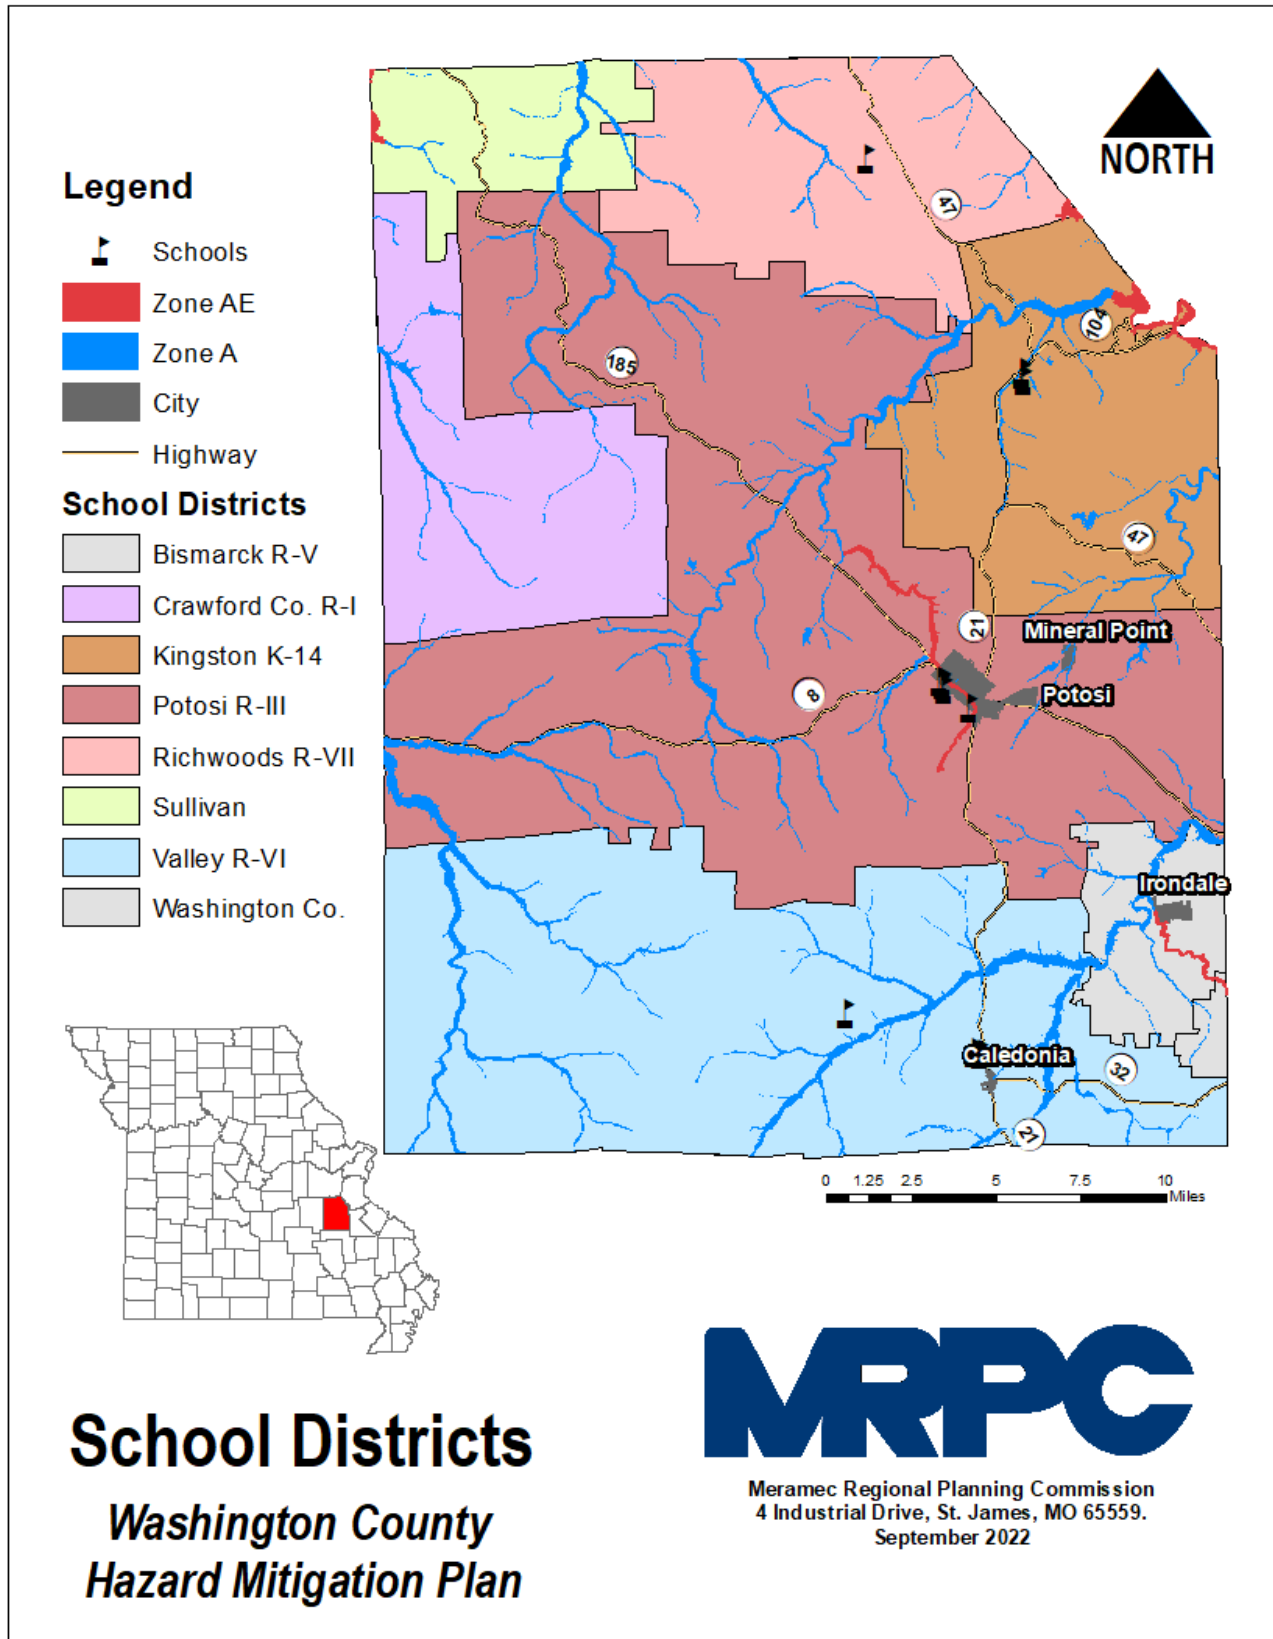 NORTH
Legend
Schools
Zone AE
Zone A
City
Highway
School Districts
Bismarck R-V
Crawford Co. R-I
Kingston K-14
Potosi R-III
Richwoods R-VII
Sullivan
Valley R-VI
Washington Co.
47
104
185
47
21
Mineral Point
8
Potosi
Irondale
Caledonia
32
21
0 1.25 2.5 5 7.5 10
Miles
MRPC
Meramec Regional Planning Commission
4 Industrial Drive, St. James, MO 65559.
September 2022
School Districts
Washington County
Hazard Mitigation Plan